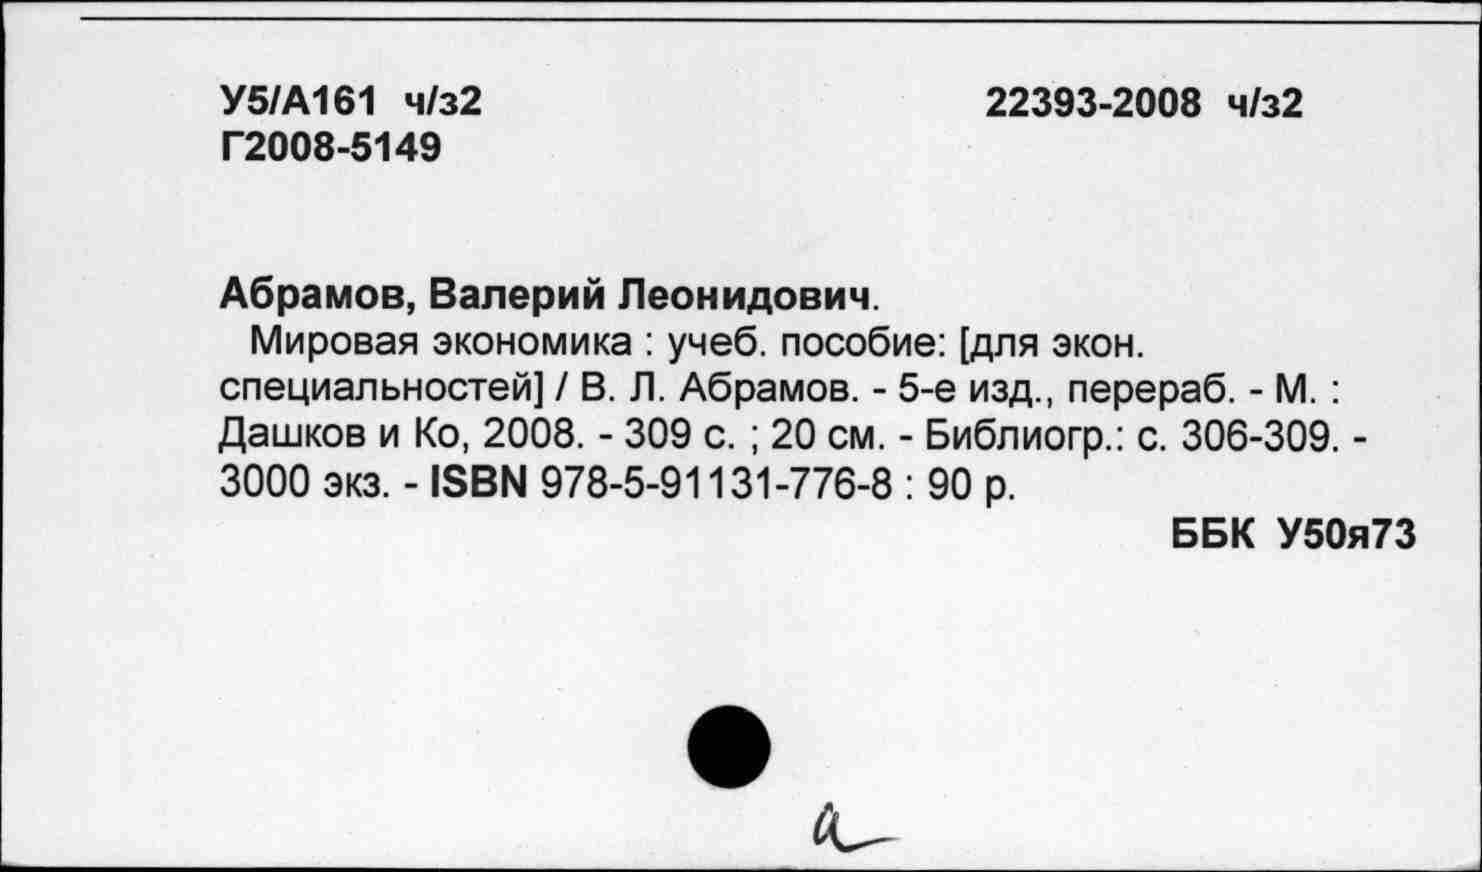 У5/А161 ч/з2 22393-2008 ч/з2
Г2008-5149
Абрамов, Валерий Леонидович.
Мировая экономика : учеб. пособие: [для экон.
специальностей] / В. Л. Абрамов. - 5-е изд., перераб. - М. :
Дашков и Ко, 2008. - 309 с. ; 20 см. - Библиогр.: с. 306-309. -
3000 экз. - ISBN 978-5-91131-776-8 : 90 р.
ББК У50я73
а